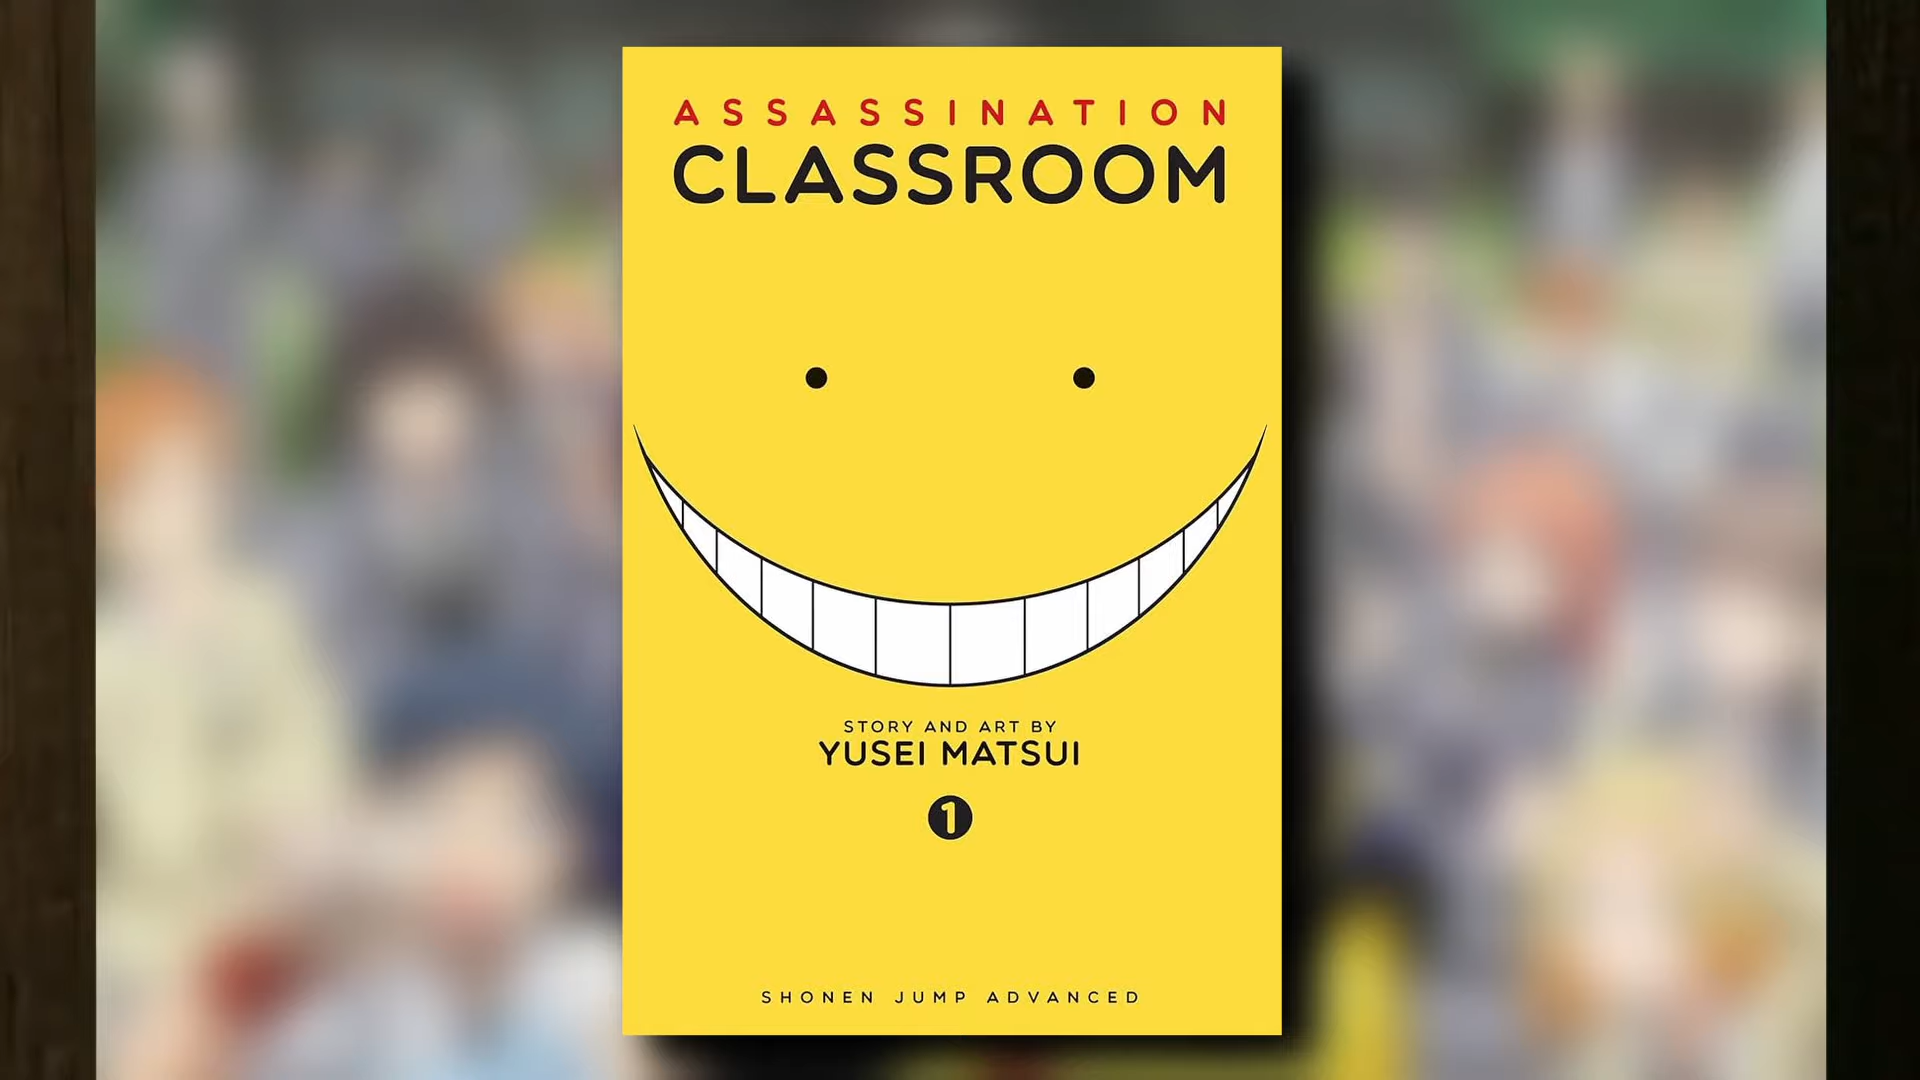 ASSASSINATION
CLASSROOM
STORY AND ART BY
YUSEI MATSUI
1
SHONEN JUMP ADVANCED